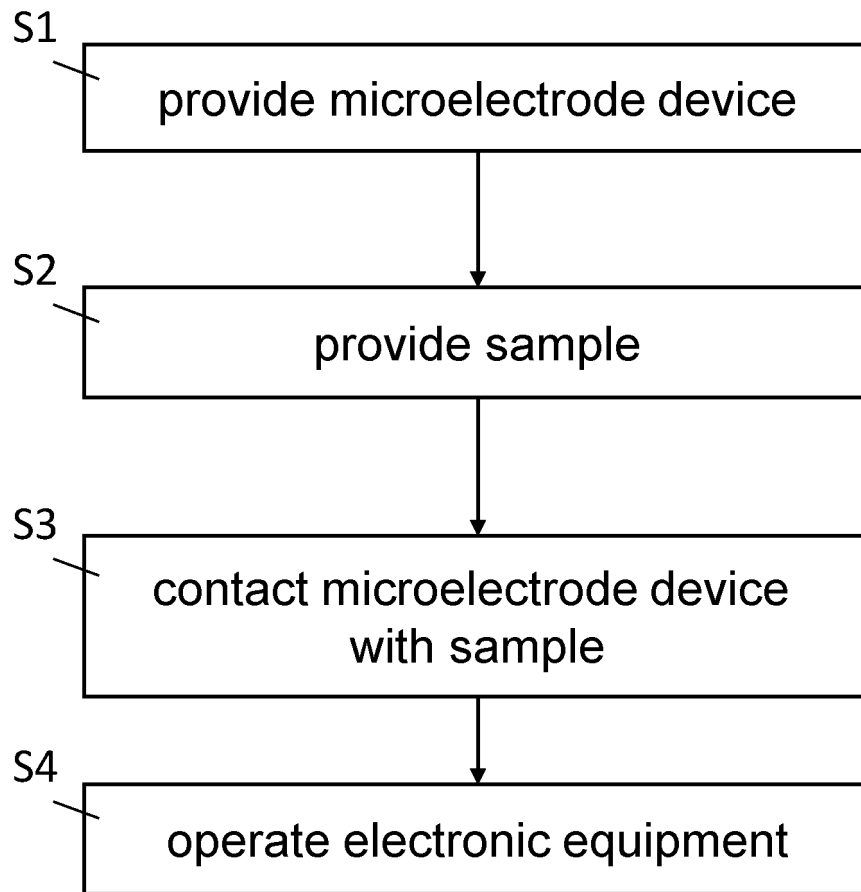 S1
provide microelectrode device
S2
provide sample
S3
contact microelectrode device
with sample
S4
operate electronic equipment